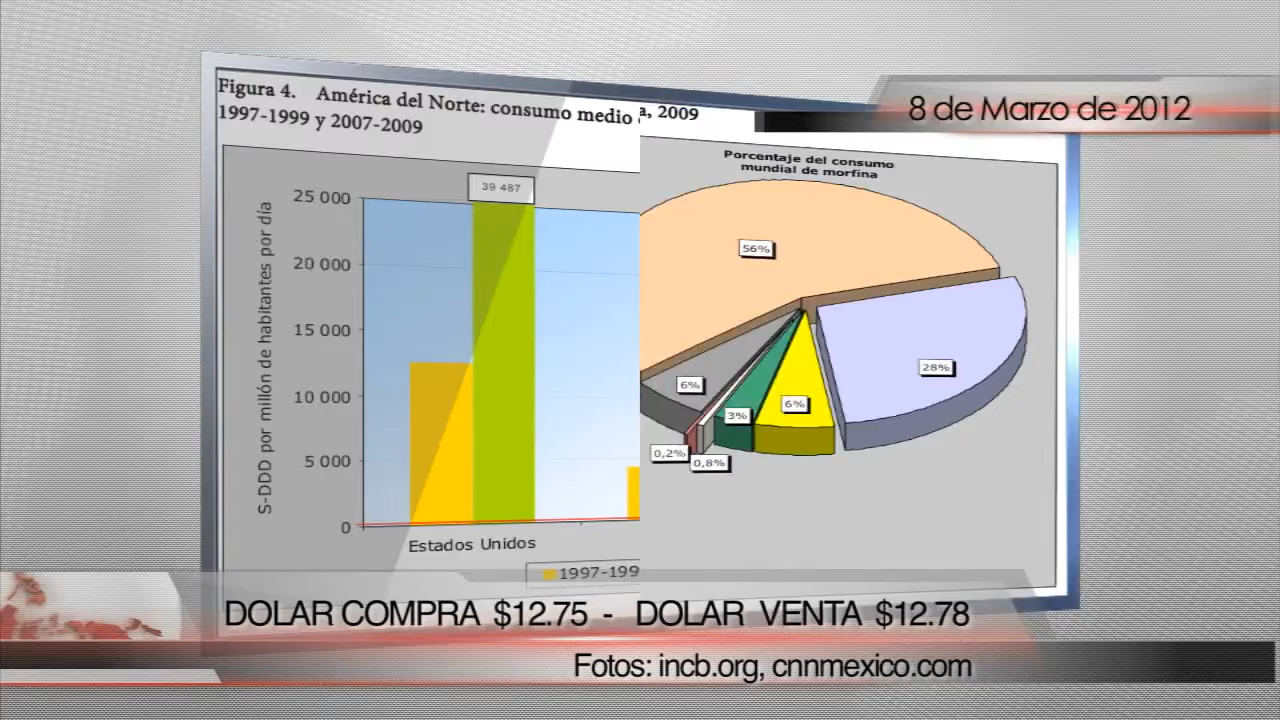 8 de Marzo de 2012
Figura 4. América del Norte: consumo medio
1997-1999 y 2007-2009
, 2009
S-DDD por millón de habitantes por día
25 000
20 000
15 000
10 000
5 000
0
39 487
Estados Unidos
1997-199
Porcentaje del consumo
mundial de morfina
56%
28%
6%
3%
6%
0,2%
0,8%
DOLAR COMPRA $12.75 - DOLAR VENTA $12.78
Fotos: incb.org, cnnmexico.com